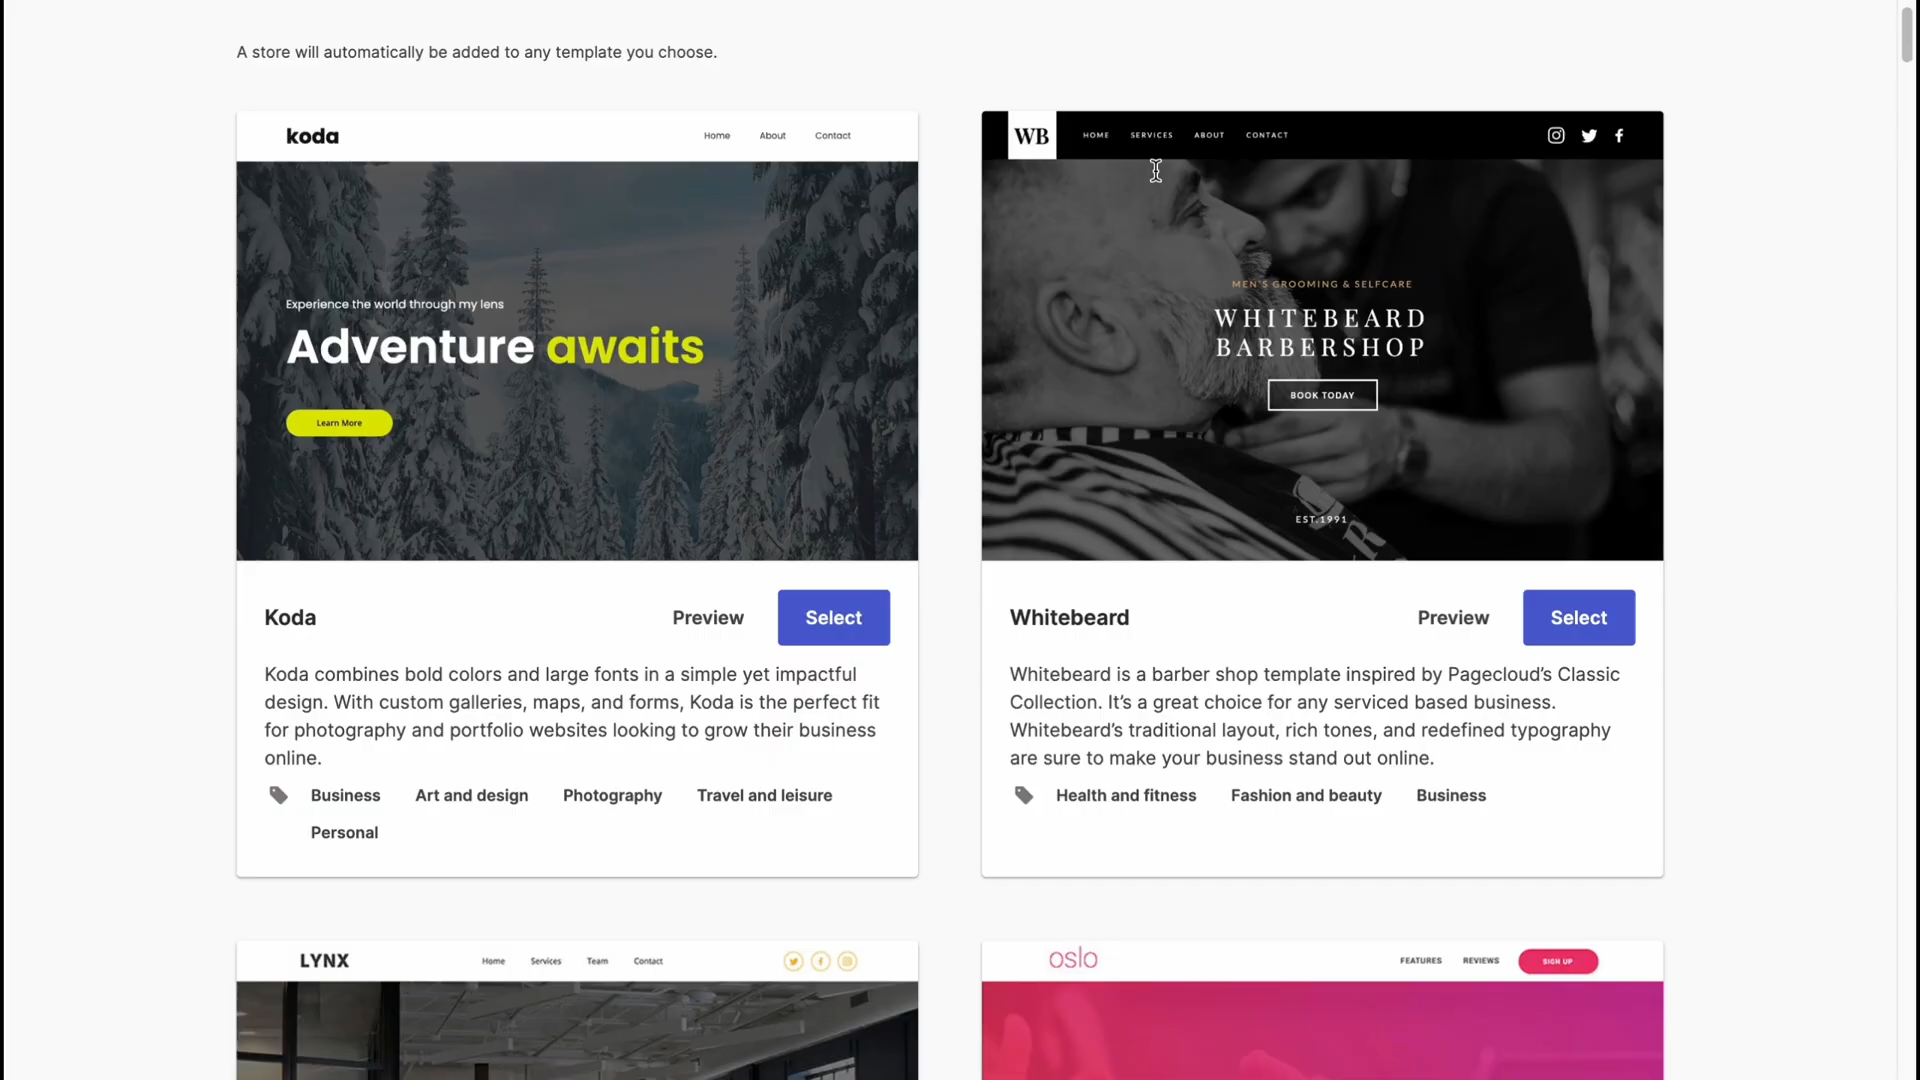 A store will automatically be added to any template you choose.
koda
Home About Contact
Experience the world through my lens
Adventure awaits
Learn More
Koda
Preview
Select
Koda combines bold colors and large fonts in a simple yet impactful
design. With custom galleries, maps, and forms, Koda is the perfect fit
for photography and portfolio websites looking to grow their business
online.
Business Art and design Photography Travel and leisure
Personal
WB
HOME SERVICES ABOUT CONTACT
MEN'S GROOMING & SELFCARE
WHITEBEARD
BARBERSHOP
BOOK TODAY
EST.1991
Whitebeard
Preview
Select
Whitebeard is a barber shop template inspired by Pagecloud’s Classic
Collection. It’s a great choice for any serviced based business.
Whitebeard’s traditional layout, rich tones, and redefined typography
are sure to make your business stand out online.
Health and fitness Fashion and beauty Business
LYNX
Home Services Team Contact
oslo
FEATURES REVIEWS SIGN UP